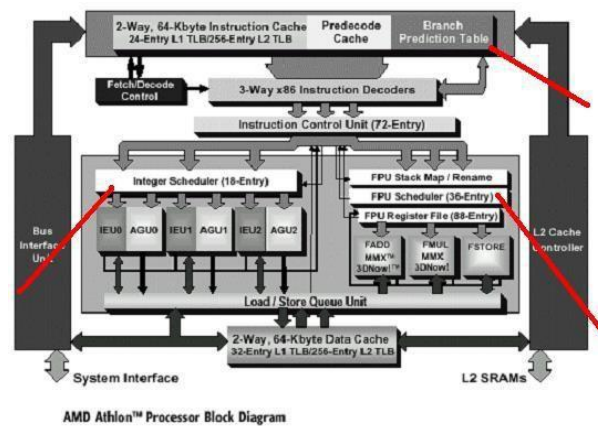 2-Way, 64-Kbyte Instruction Cache
24-Entry L1 TLB/256-Entry L2 TLB
Predecode
Cache
Branch
Prediction Table
Fetch/Decode
Control
3-Way x86 Instruction Decoders
Instruction Control Unit (72-Entry)
Integer Scheduler (18-Entry)
FPU Stack Map / Rename
FPU Scheduler (36-Entry)
FPU Register File (88-Entry)
Bus
Interface
Unit
IEU0
AGU0
IEU1
AGU1
IEU2
AGU2
FADD
MMX™
3DNow!™
FMUL
MMX
3DNow!
FSTORE
L2 Cache
Controller
Load / Store Queue Unit
2-Way, 64-Kbyte Data Cache
32-Entry L1 TLB/256-Entry L2 TLB
System Interface
L2 SRAMs
AMD Athlon™ Processor Block Diagram